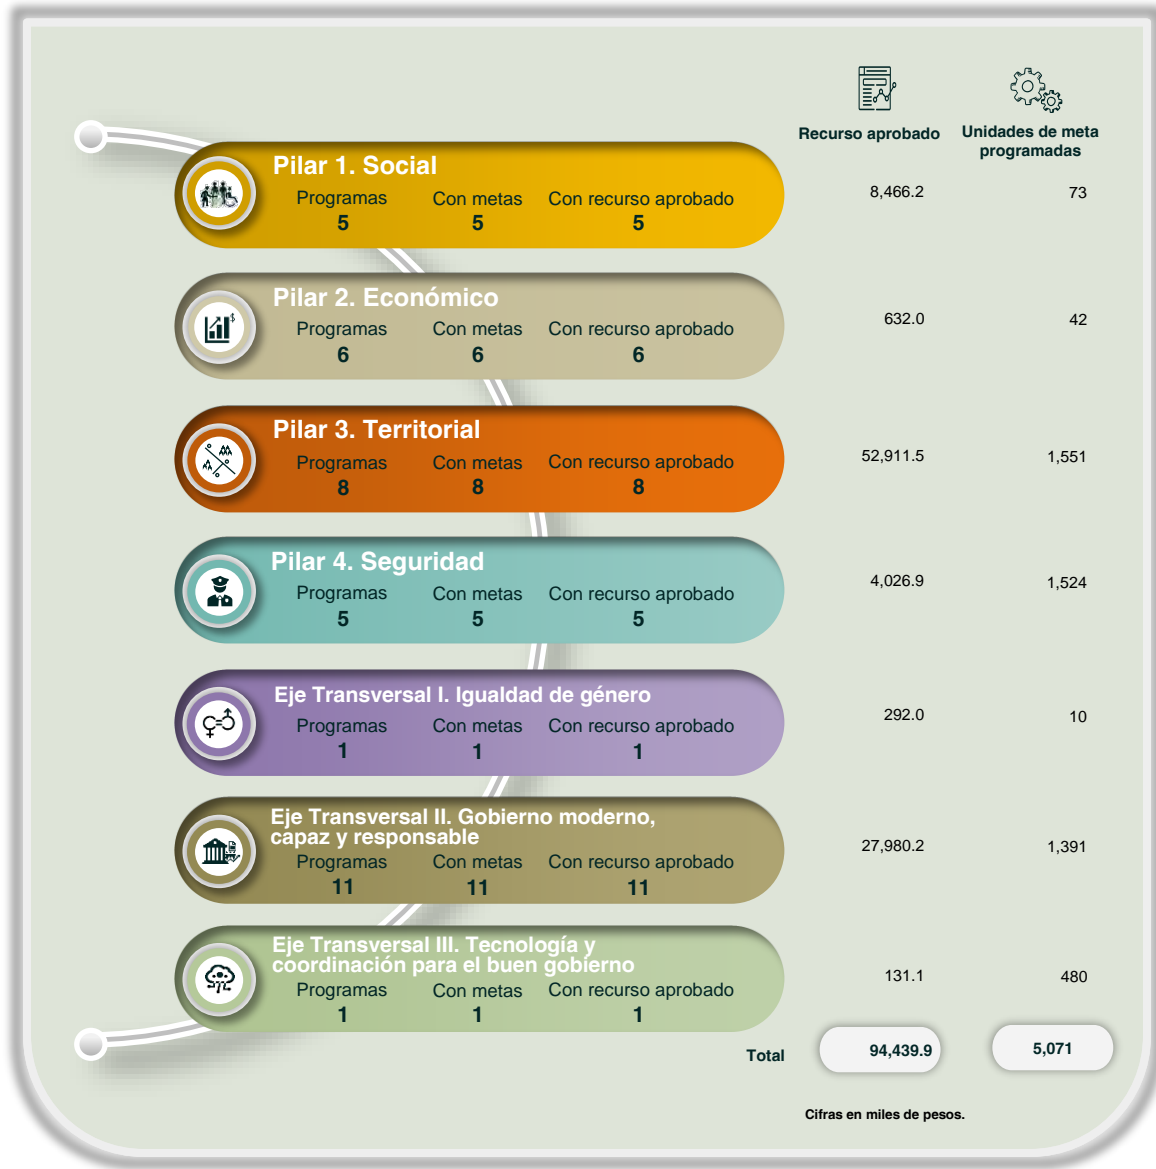 Recurso aprobado
Unidades de meta
programadas
Pilar 1. Social
Programas Con metas Con recurso aprobado
5 5 5
8,466.2 73
Pilar 2. Económico
Programas Con metas Con recurso aprobado
6 6 6
632.0 42
Pilar 3. Territorial
Programas Con metas Con recurso aprobado
8 8 8
52,911.5 1,551
Pilar 4. Seguridad
Programas Con metas Con recurso aprobado
5 5 5
4,026.9 1,524
Eje Transversal I. Igualdad de género
Programas Con metas Con recurso aprobado
1 1 1
292.0 10
Eje Transversal II. Gobierno moderno,
capaz y responsable
Programas Con metas Con recurso aprobado
11 11 11
27,980.2 1,391
Eje Transversal III. Tecnología y
coordinación para el buen gobierno
Programas Con metas Con recurso aprobado
1 1 1
131.1 480
Total 94,439.9 5,071
Cifras en miles de pesos.